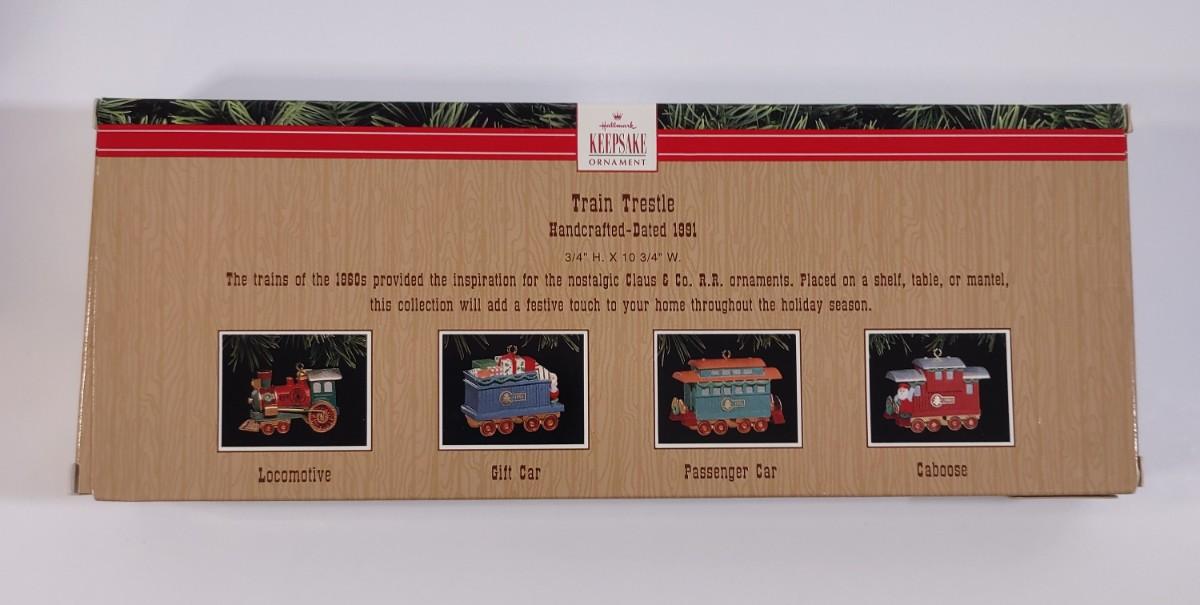 Hallmark
KEEPSAKE
ORNAMENT
Train Trestle
Handcrafted-Dated 1991
3/4" H. X 10 3/4" W.
The trains of the 1860s provided the inspiration for the nostalgic Claus & Co. R.R. ornaments. Placed on a shelf, table, or mantel,
this collection will add a festive touch to your home throughout the holiday season.
Locomotive
Gift Car
Passenger Car
Caboose